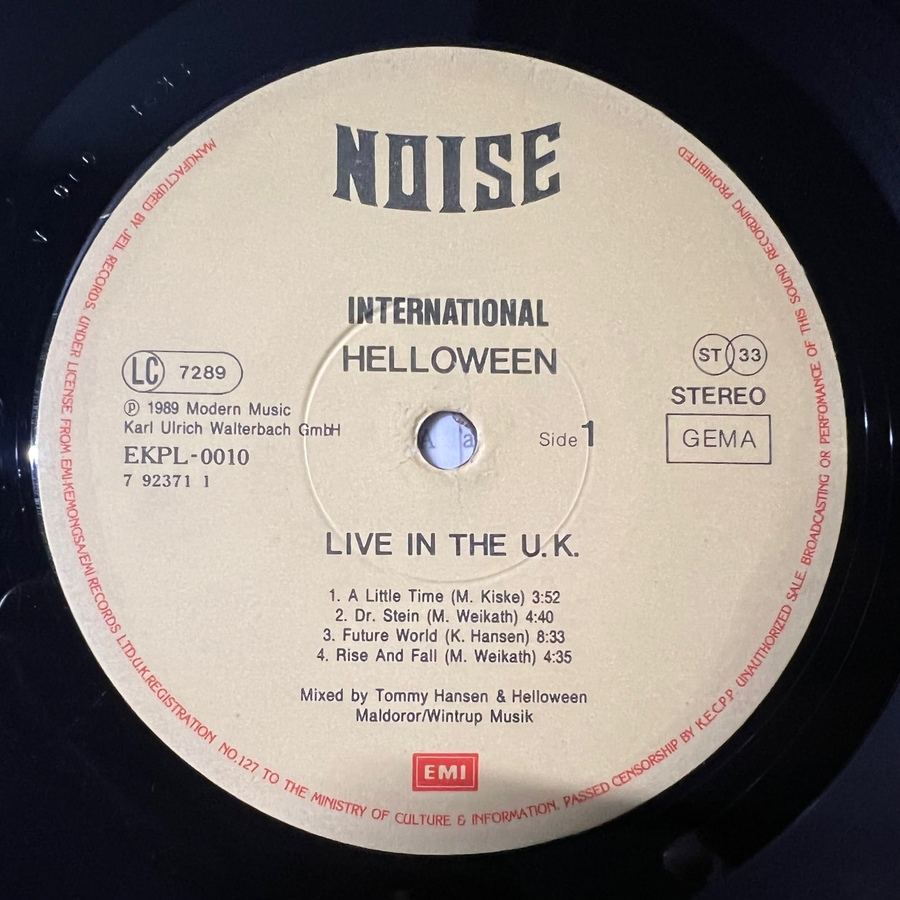 NOISE
INTERNATIONAL
HELLOWEEN
LC 7289
℗ 1989 Modern Music
Karl Ulrich Walterbach GmbH
EKPL-0010
7 92371 1
ST 33
STEREO
GEMA
Side 1
LIVE IN THE U.K.
1. A Little Time (M. Kiske) 3:52
2. Dr. Stein (M. Weikath) 4:40
3. Future World (K. Hansen) 8:33
4. Rise And Fall (M. Weikath) 4:35
Mixed by Tommy Hansen & Helloween
Maldoror/Wintrup Musik
EMI
MANUFACTURED BY JEIL RECORDS. UNDER LICENSE FROM EMI-KEMONGSA/EMI RECORDS LTD.U.K.REGISTRATION NO.127 TO THE MINISTRY OF CULTURE & INFORMATION. PASSED CENSORSHIP BY K.E.C.P.P. UNAUTHORIZED SALE. BROADCASTING OR PERFOMANCE OF THIS SOUND RECORDING PROHIBITED